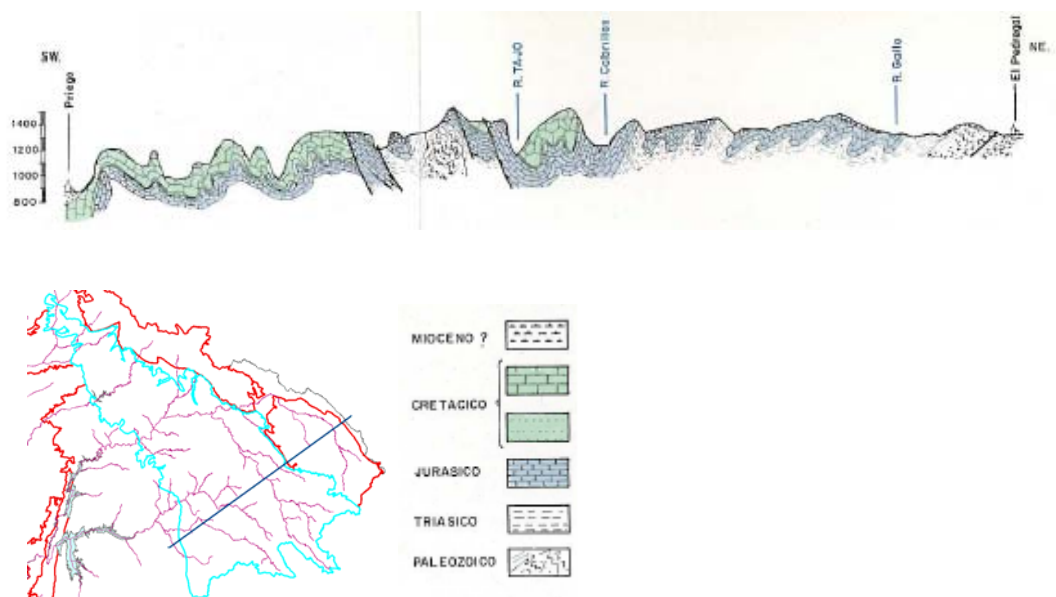 SW.
NE.
Priego
R. TAJO
R. Cabrillas
R. Gallo
El Pedregal
1400
1200
1000
800
MIOCENO ?
CRETACICO
JURASICO
TRIASICO
PALEOZOICO